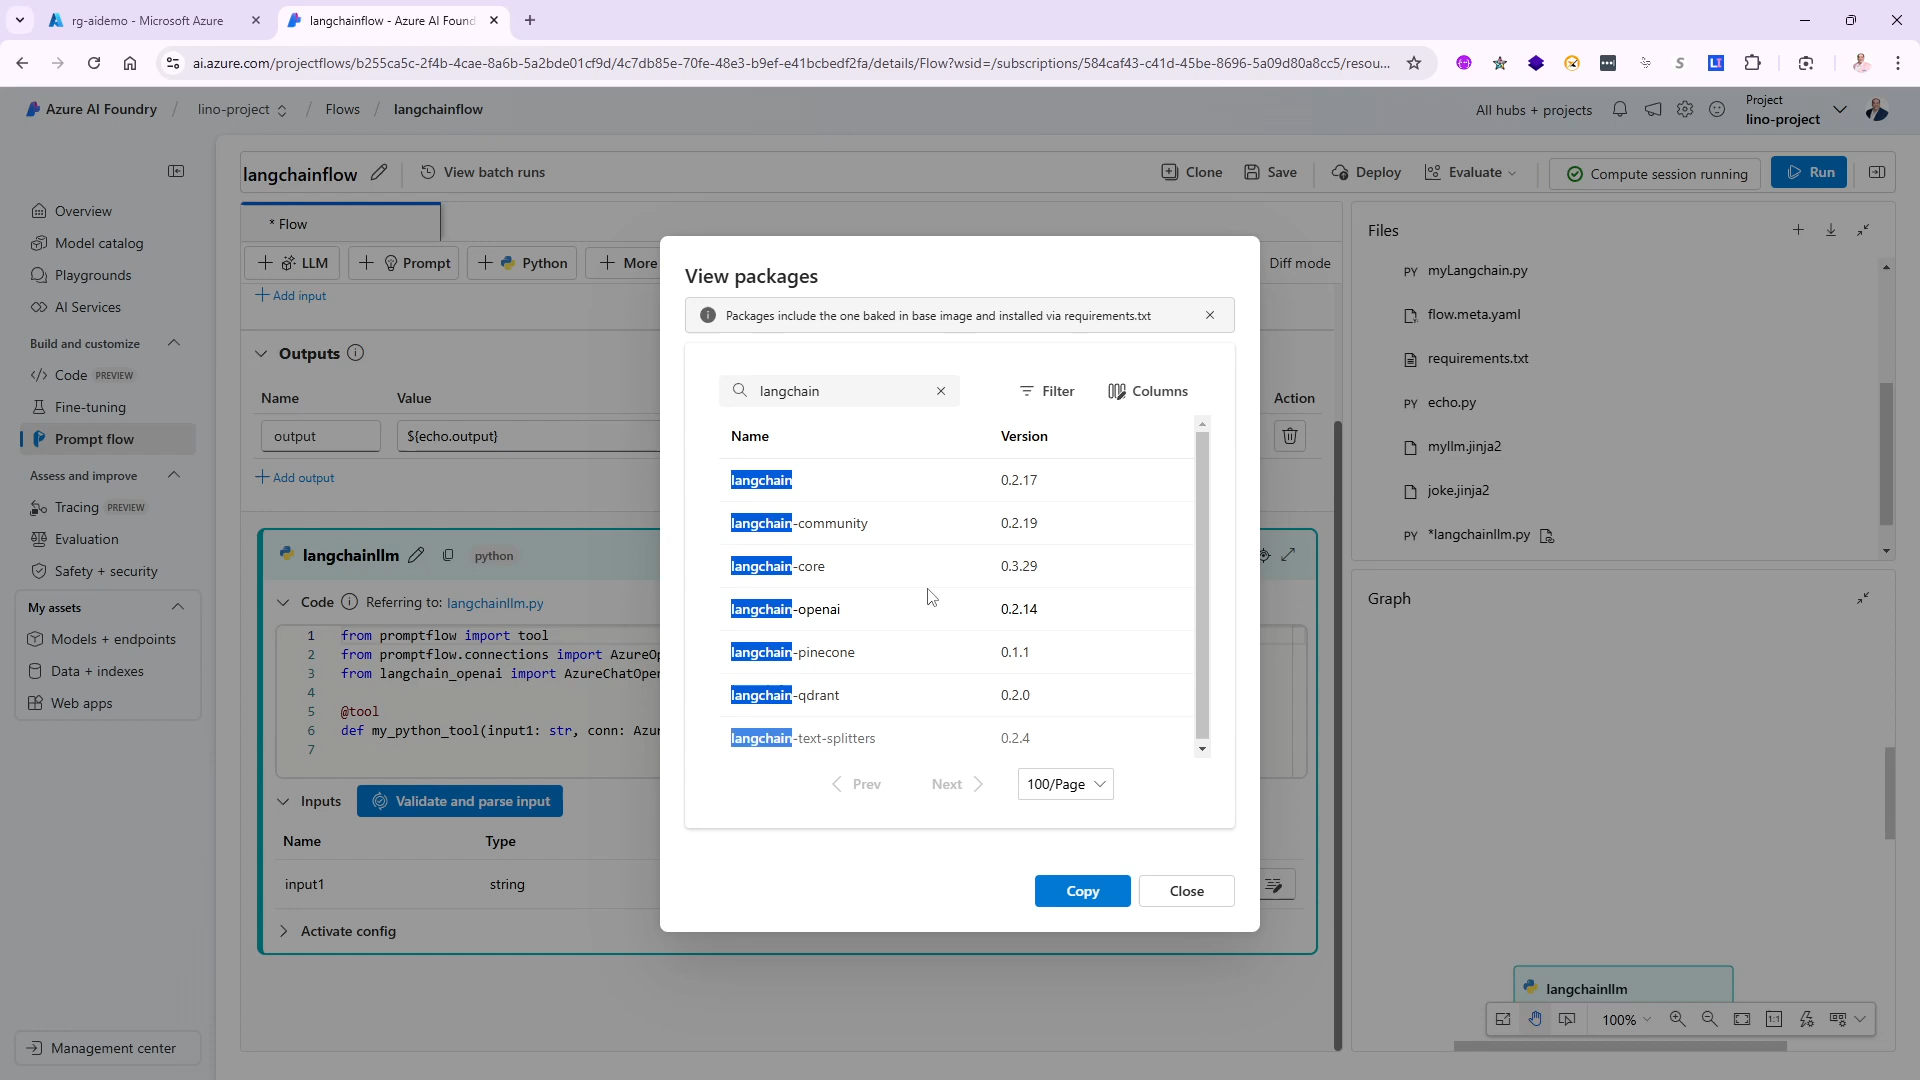 rg-aidemo - Microsoft Azure
langchainflow - Azure AI Found
ai.azure.com/projectflows/b255ca5c-2f4b-4cae-8a6b-5a2bde01cf9d/4c7db85e-70fe-48e3-b9ef-e41bcbedf2fa/details/Flow?wsid=/subscriptions/584caf43-c41d-45be-8696-5a09d80a8cc5/resou...
Azure AI Foundry / lino-project / Flows / langchainflow
All hubs + projects
Project
lino-project
Overview
Model catalog
Playgrounds
AI Services
Build and customize
Code PREVIEW
Fine-tuning
Prompt flow
Assess and improve
Tracing PREVIEW
Evaluation
Safety + security
My assets
Models + endpoints
Data + indexes
Web apps
Management center
langchainflow
View batch runs
Clone
Save
Deploy
Evaluate
Compute session running
Run
* Flow
LLM
Prompt
Python
More
Diff mode
Add input
Outputs
Name
Value
Action
output
${echo.output}
Add output
langchainllm
python
Code
Referring to: langchainllm.py
1 from promptflow import tool
2 from promptflow.connections import AzureOp
3 from langchain_openai import AzureChatOpen
4
5 @tool
6 def my_python_tool(input1: str, conn: Azur
7
Inputs
Validate and parse input
Name
Type
input1
string
Activate config
View packages
Packages include the one baked in base image and installed via requirements.txt
langchain
Filter
Columns
Name Version
langchain 0.2.17
langchain-community 0.2.19
langchain-core 0.3.29
langchain-openai 0.2.14
langchain-pinecone 0.1.1
langchain-qdrant 0.2.0
langchain-text-splitters 0.2.4
Prev
Next
100/Page
Copy
Close
Files
PY myLangchain.py
flow.meta.yaml
requirements.txt
PY echo.py
myllm.jinja2
joke.jinja2
PY *langchainllm.py
Graph
langchainllm
100%
1:1